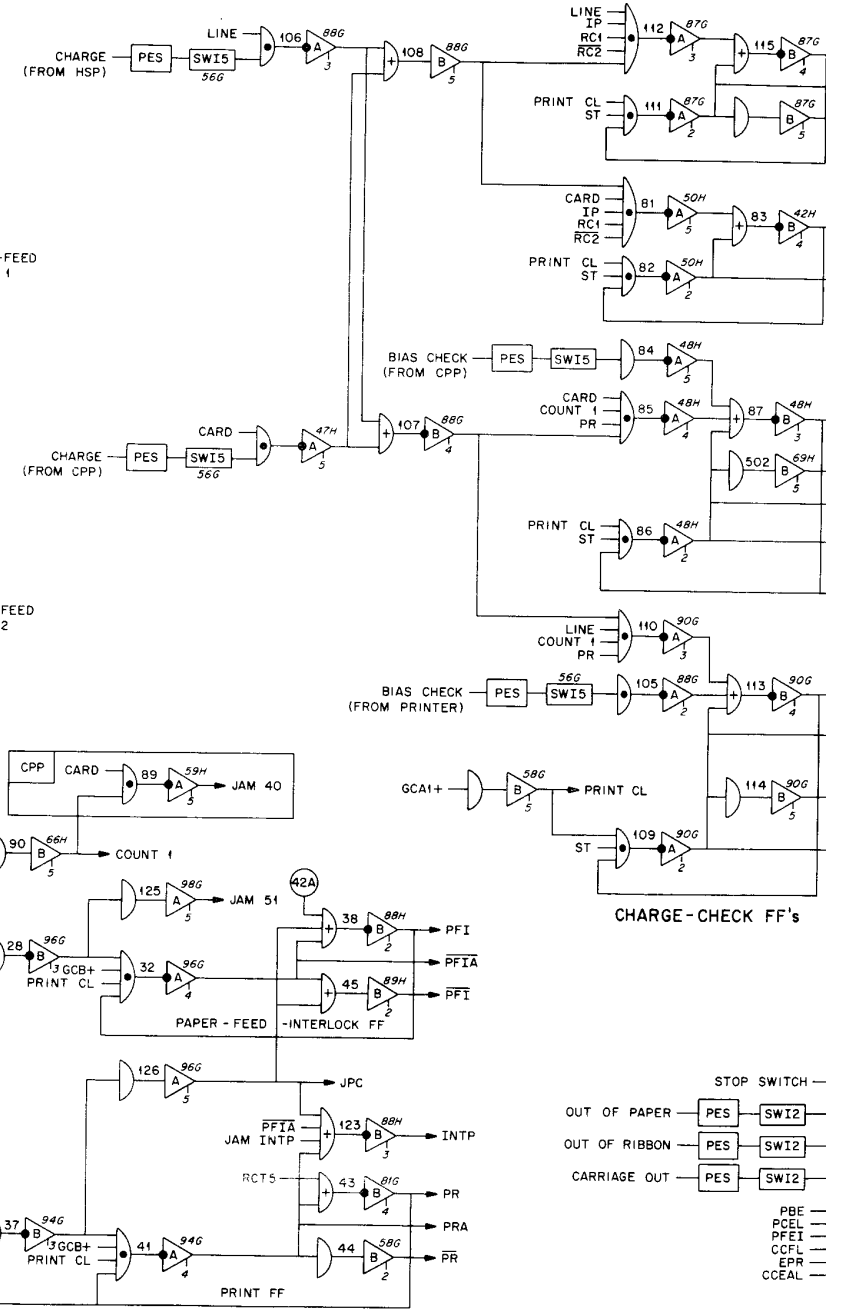 LINE
106
A
88G
3
CHARGE
(FROM HSP)
PES
SWI5
56G
+
108
B
88G
5
LINE
IP
RC1
RC2
112
A
87G
3
+
115
B
87G
4
PRINT CL
ST
111
A
87G
2
B
87G
5
CARD
IP
RC1
RC2
81
A
50H
5
+
83
B
42H
4
PRINT CL
ST
82
A
50H
2
-FEED
1
BIAS CHECK
(FROM CPP)
PES
SWI5
84
A
48H
5
CARD
COUNT 1
PR
85
A
48H
4
+
87
B
48H
3
502
B
69H
5
CARD
A
47H
5
+
107
B
88G
4
CHARGE
(FROM CPP)
PES
SWI5
56G
PRINT CL
ST
86
A
48H
2
FEED
2
LINE
COUNT 1
PR
110
A
90G
3
BIAS CHECK
(FROM PRINTER)
PES
SWI5
56G
105
A
88G
2
+
113
B
90G
4
CPP
CARD
89
A
59H
5
JAM 40
GCA1+
B
58G
5
PRINT CL
114
B
90G
5
90
B
66H
5
COUNT 1
ST
109
A
90G
2
CHARGE-CHECK FF's
125
A
98G
5
JAM 51
42A
+
38
B
88H
2
PFI
28
B
96G
3
GCB+
PRINT CL
32
A
96G
4
PFIA
+
45
B
89H
2
PFI
PAPER-FEED-INTERLOCK FF
126
A
96G
5
JPC
PFIA
JAM INTP
+
123
B
88H
3
INTP
RCT5
+
43
B
81G
4
PR
PRA
37
B
94G
3
GCB+
PRINT CL
41
A
94G
4
44
B
58G
2
PR
PRINT FF
STOP SWITCH
OUT OF PAPER
PES
SWI2
OUT OF RIBBON
PES
SWI2
CARRIAGE OUT
PES
SWI2
PBE
PCEL
PFEI
CCFL
EPR
CCEAL